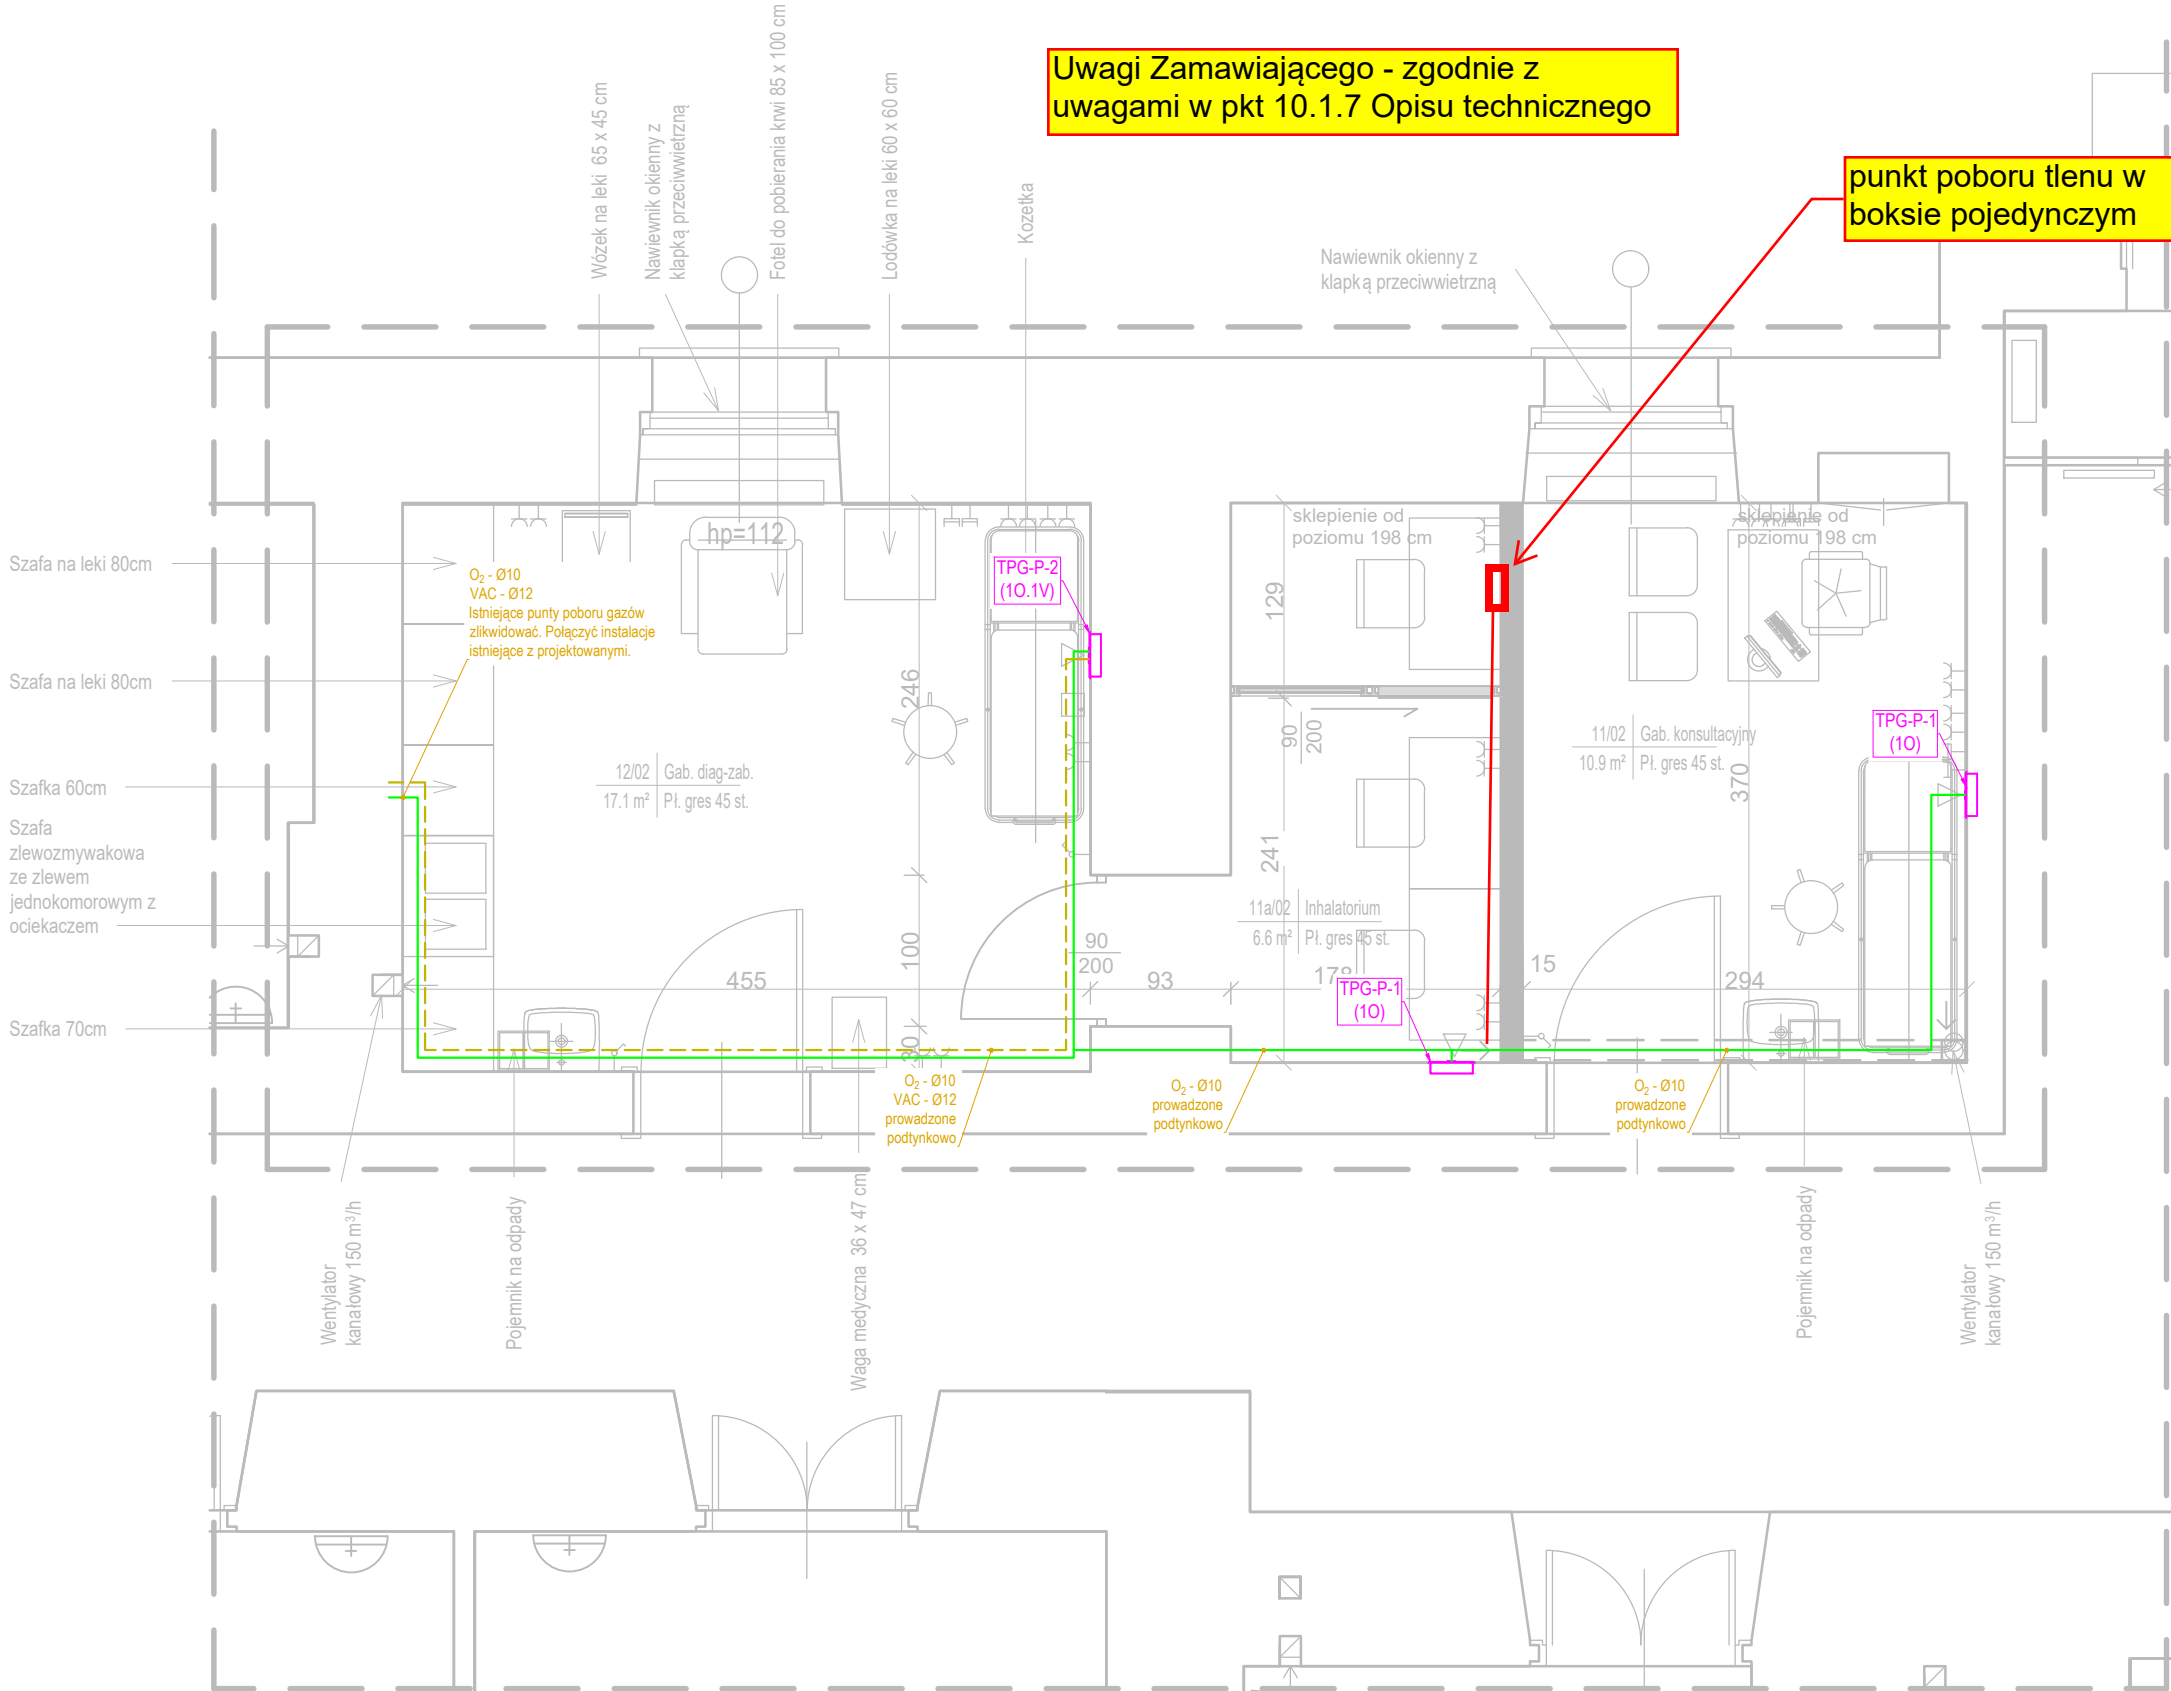 Uwagi Zamawiającego - zgodnie z
uwagami w pkt 10.1.7 Opisu technicznego
punkt poboru tlenu w
boksie pojedynczym
Wózek na leki  65 x 45 cm
Nawiewnik okienny z
klapką przeciwwietrzną
Fotel do pobierania krwi 85 x 100 cm
Lodówka na leki 60 x 60 cm
Kozetka
Nawiewnik okienny z
klapką przeciwwietrzną
Szafa na leki 80cm
Szafa na leki 80cm
Szafka 60cm
Szafa
zlewozmywakowa
ze zlewem
jednokomorowym z
ociekaczem
Szafka 70cm
O₂ - Ø10
VAC - Ø12
Istniejące punty poboru gazów
zlikwidować. Połączyć instalacje
istniejące z projektowanymi.
hp=112
TPG-P-2
(1O.1V)
246
12/02 Gab. diag-zab.
17.1 m² Pł. gres 45 st.
100
455
30
90
200
93
sklepienie od
poziomu 198 cm
129
90
200
241
11a/02 Inhalatorium
6.6 m² Pł. gres 45 st.
178
TPG-P-1
(1O)
sklepienie od
poziomu 198 cm
11/02 Gab. konsultacyjny
10.9 m² Pł. gres 45 st.
370
TPG-P-1
(1O)
15
294
O₂ - Ø10
VAC - Ø12
prowadzone
podtynkowo
O₂ - Ø10
prowadzone
podtynkowo
O₂ - Ø10
prowadzone
podtynkowo
Wentylator
kanałowy 150 m³/h
Pojemnik na odpady
Waga medyczna  36 x 47 cm
Pojemnik na odpady
Wentylator
kanałowy 150 m³/h